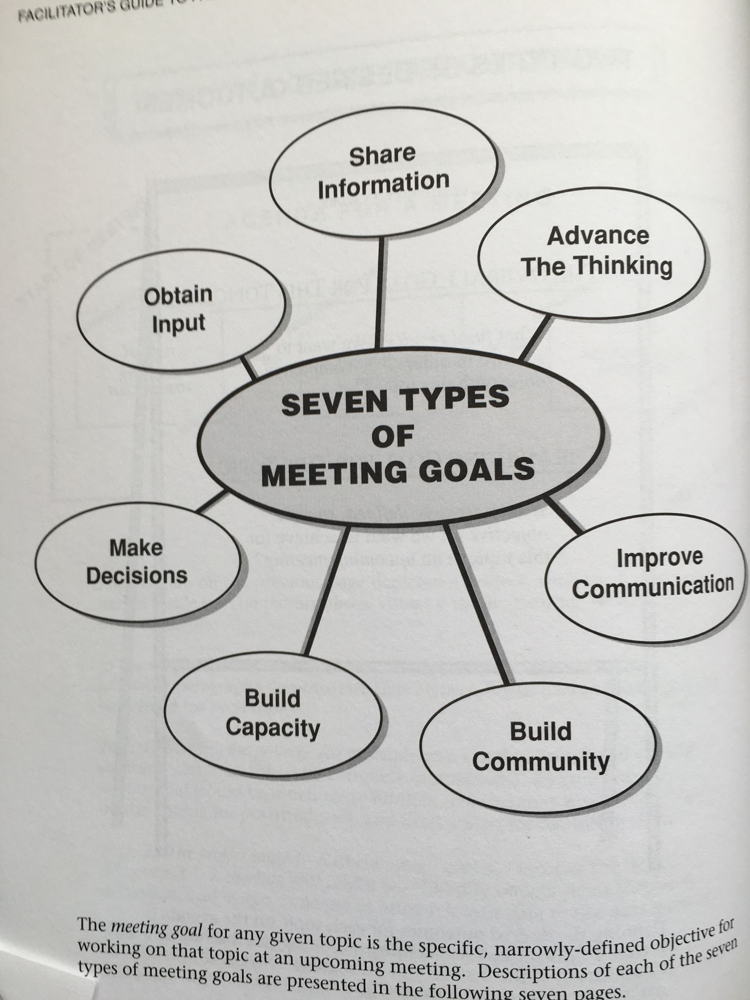 FACILITATOR'S GUIDE TO
Share
Information
Advance
The Thinking
Obtain
Input
SEVEN TYPES
OF
MEETING GOALS
Make
Decisions
Improve
Communication
Build
Capacity
Build
Community
The meeting goal for any given topic is the specific, narrowly-defined objective for
working on that topic at an upcoming meeting. Descriptions of each of the seven
types of meeting goals are presented in the following seven pages.